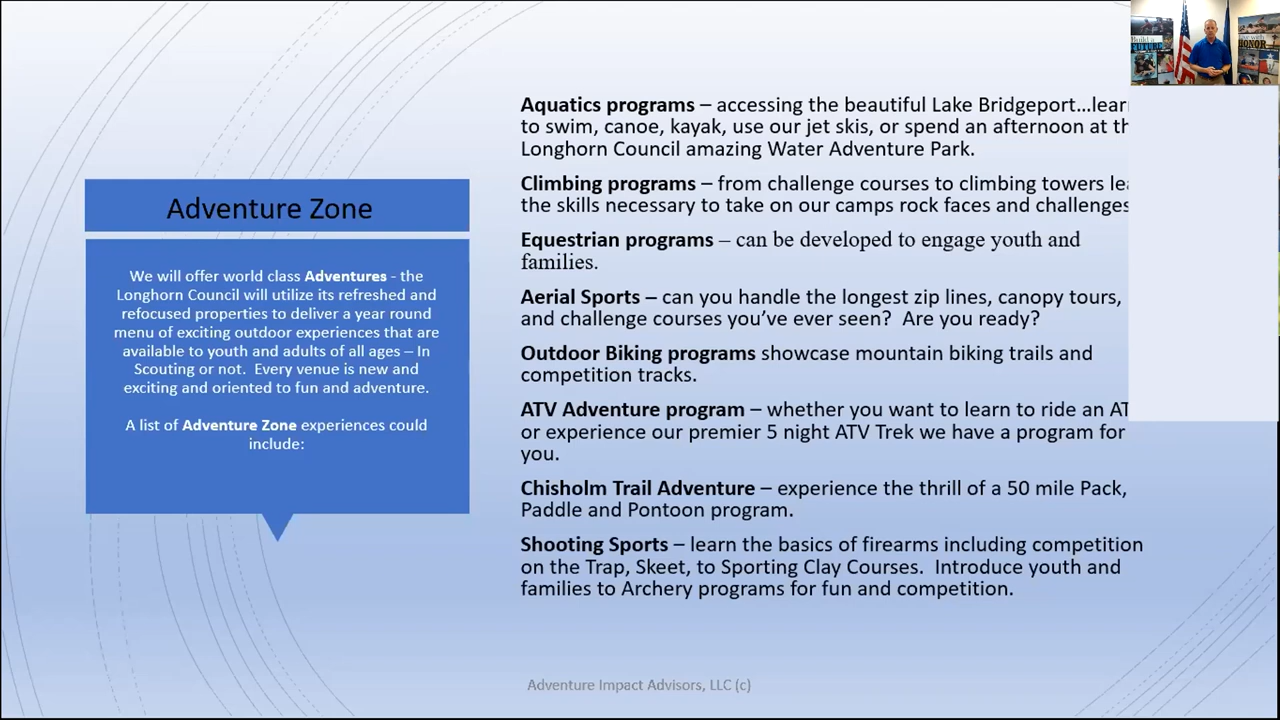 Adventure Zone
We will offer world class Adventures - the
Longhorn Council will utilize its refreshed and
refocused properties to deliver a year round
menu of exciting outdoor experiences that are
available to youth and adults of all ages – In
Scouting or not.  Every venue is new and
exciting and oriented to fun and adventure.
A list of Adventure Zone experiences could
include:
Aquatics programs – accessing the beautiful Lake Bridgeport...lear
to swim, canoe, kayak, use our jet skis, or spend an afternoon at th
Longhorn Council amazing Water Adventure Park.
Climbing programs – from challenge courses to climbing towers lea
the skills necessary to take on our camps rock faces and challenges
Equestrian programs – can be developed to engage youth and
families.
Aerial Sports – can you handle the longest zip lines, canopy tours,
and challenge courses you've ever seen?  Are you ready?
Outdoor Biking programs showcase mountain biking trails and
competition tracks.
ATV Adventure program – whether you want to learn to ride an AT
or experience our premier 5 night ATV Trek we have a program for
you.
Chisholm Trail Adventure – experience the thrill of a 50 mile Pack,
Paddle and Pontoon program.
Shooting Sports – learn the basics of firearms including competition
on the Trap, Skeet, to Sporting Clay Courses.  Introduce youth and
families to Archery programs for fun and competition.
Adventure Impact Advisors, LLC (c)
Build a
FUTURE
HONOR